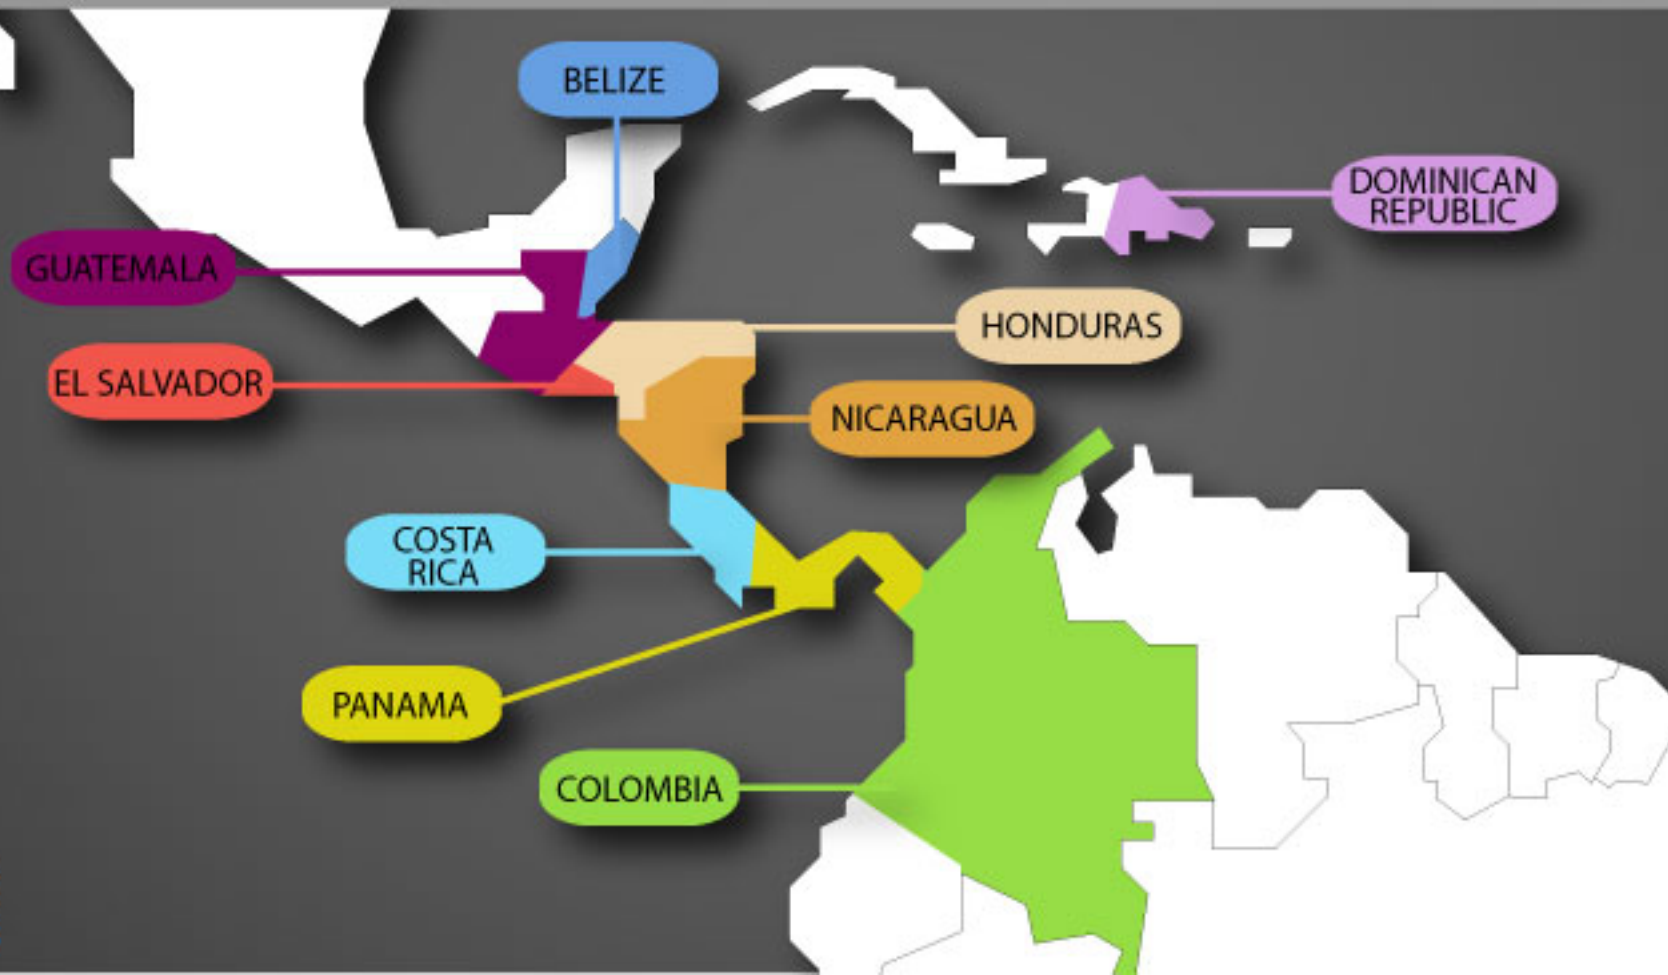 BELIZE
DOMINICAN
REPUBLIC
GUATEMALA
HONDURAS
EL SALVADOR
NICARAGUA
COSTA
RICA
PANAMA
COLOMBIA